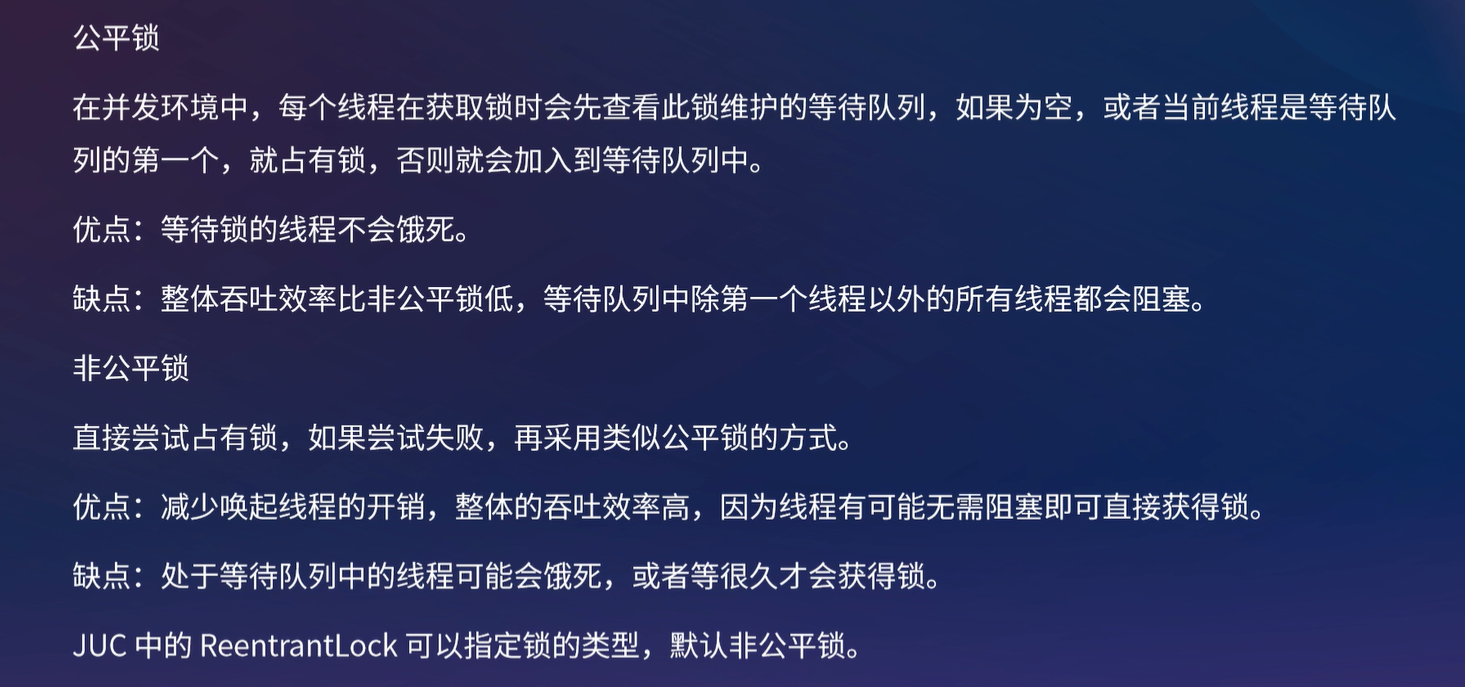 公平锁
在并发环境中，每个线程在获取锁时会先查看此锁维护的等待队列，如果为空，或者当前线程是等待队
列的第一个，就占有锁，否则就会加入到等待队列中。
优点：等待锁的线程不会饿死。
缺点：整体吞吐效率比非公平锁低，等待队列中除第一个线程以外的所有线程都会阻塞。
非公平锁
直接尝试占有锁，如果尝试失败，再采用类似公平锁的方式。
优点：减少唤起线程的开销，整体的吞吐效率高，因为线程有可能无需阻塞即可直接获得锁。
缺点：处于等待队列中的线程可能会饿死，或者等很久才会获得锁。
JUC 中的 ReentrantLock 可以指定锁的类型，默认非公平锁。